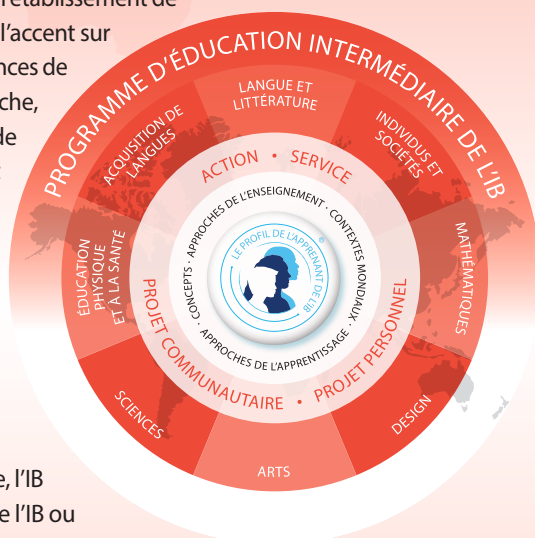 l'établissement de
l'accent sur
nces de
che,
de
PROGRAMME D'ÉDUCATION INTERMÉDIAIRE DE L'IB
LANGUE ET
LITTÉRATURE
ACQUISITION DE
LANGUES
INDIVIDUS ET
SOCIÉTÉS
ÉDUCATION
PHYSIQUE
ET À LA SANTÉ
MATHÉMATIQUES
SCIENCES
DESIGN
ARTS
ACTION • SERVICE
PROJET COMMUNAUTAIRE • PROJET PERSONNEL
APPROCHES DE L'ENSEIGNEMENT · CONTEXTES MONDIAUX · APPROCHES DE L'APPRENTISSAGE · CONCEPTS ·
LE PROFIL DE L'APPRENANT DE L'IB
®
e, l'IB
e l'IB ou